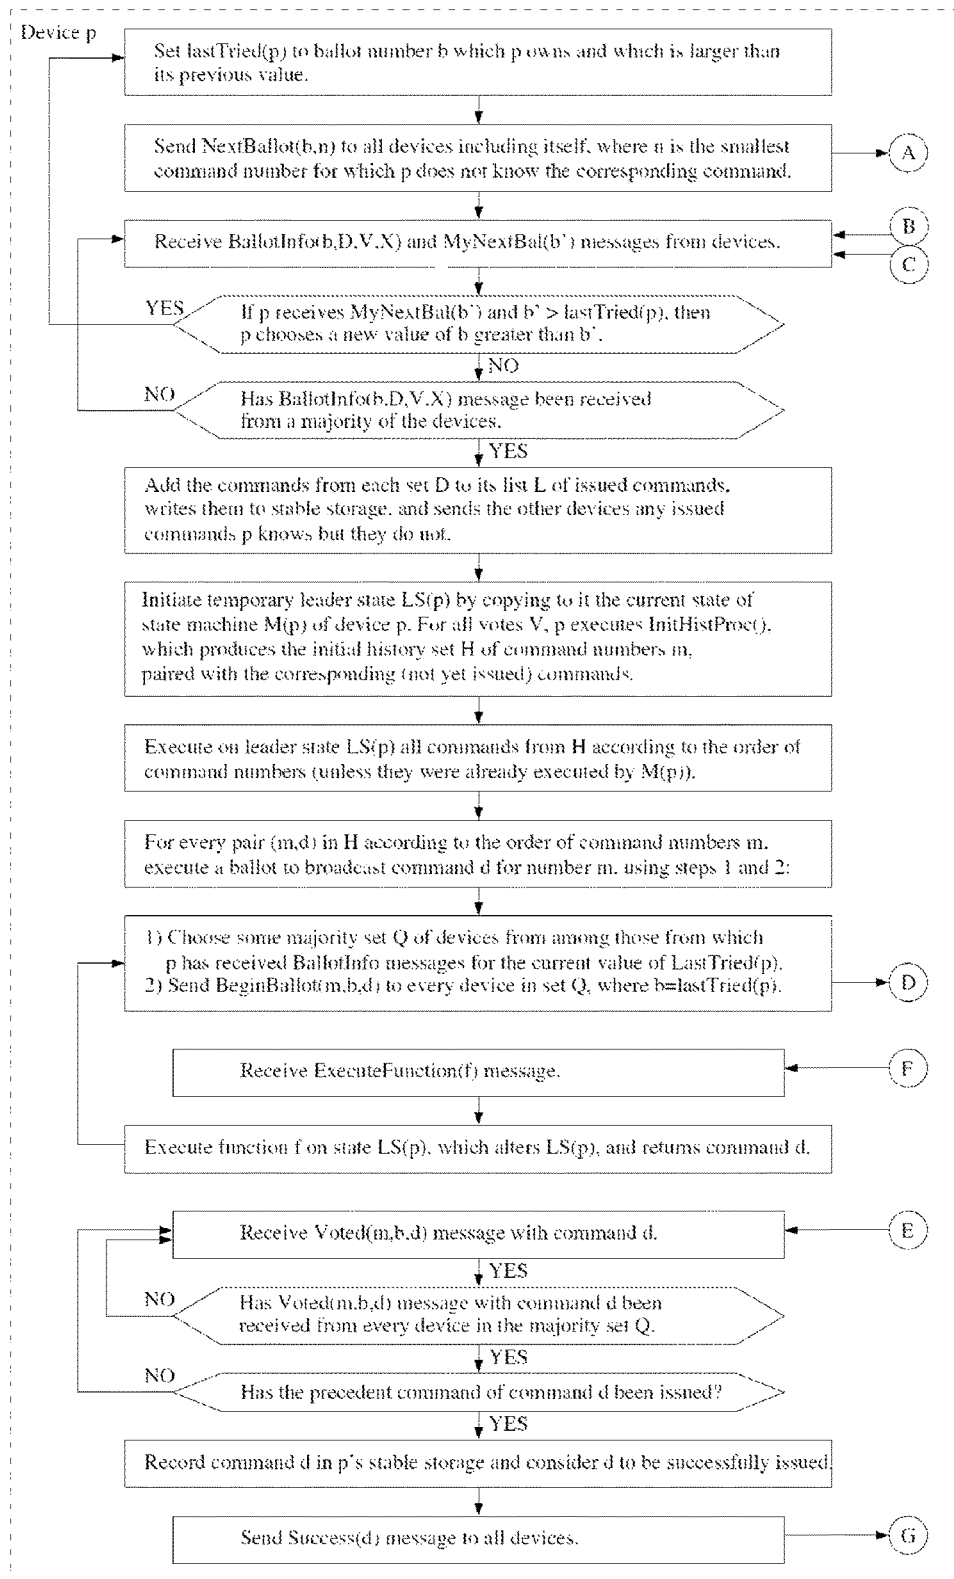 Device p
Set lastTried(p) to ballot number b which p owns and which is larger than
its previous value.
Send NextBallot(b,n) to all devices including itself, where n is the smallest
command number for which p does not know the corresponding command.
A
Receive BallotInfo(b,D,V,X) and MyNextBal(b') messages from devices.
B
C
YES
If p receives MyNextBal(b') and b' > lastTried(p), then
p chooses a new value of b greater than b'.
NO
NO
Has BallotInfo(b,D,V,X) message been received
from a majority of the devices.
YES
Add the commands from each set D to its list L of issued commands,
writes them to stable storage, and sends the other devices any issued
commands p knows but they do not.
Initiate temporary leader state LS(p) by copying to it the current state of
state machine M(p) of device p. For all votes V, p executes InitHistProc(),
which produces the initial history set H of command numbers m,
paired with the corresponding (not yet issued) commands.
Execute on leader state LS(p) all commands from H according to the order of
command numbers (unless they were already executed by M(p)).
For every pair (m,d) in H according to the order of command numbers m,
execute a ballot to broadcast command d for number m, using steps 1 and 2:
1) Choose some majority set Q of devices from among those from which
p has received BallotInfo messages for the current value of LastTried(p).
2) Send BeginBallot(m,b,d) to every device in set Q, where b=lastTried(p).
D
Receive ExecuteFunction(f) message.
F
Execute function f on state LS(p), which alters LS(p), and returns command d.
Receive Voted(m,b,d) message with command d.
E
YES
NO
Has Voted(m,b,d) message with command d been
received from every device in the majority set Q.
YES
NO
Has the precedent command of command d been issued?
YES
Record command d in p's stable storage and consider d to be successfully issued.
Send Success(d) message to all devices.
G